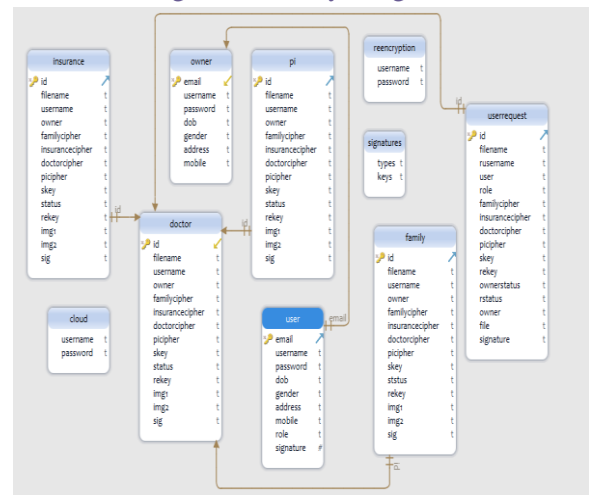 insurance
id
filename t
username t
owner t
familycipher t
insurancecipher t
doctorcipher t
picipher t
skey t
status t
rekey t
img1 t
img2 t
sig t
owner
email
username t
password t
dob t
gender t
address t
mobile t
pi
id
filename t
username t
owner t
familycipher t
insurancecipher t
doctorcipher t
picipher t
skey t
status t
rekey t
img1 t
img2 t
sig t
reencryption
username t
password t
signatures
types t
keys t
userrequest
id
filename t
rusername t
user t
role t
familycipher t
insurancecipher t
doctorcipher t
picipher t
skey t
rekey t
ownerstatus t
rstatus t
owner t
file t
signature t
id
id
id
doctor
id
filename t
username t
owner t
familycipher t
insurancecipher t
doctorcipher t
picipher t
skey t
status t
rekey t
img1 t
img2 t
sig t
cloud
username t
password t
user
email
email
username t
password t
dob t
gender t
address t
mobile t
role t
signature #
family
id
filename t
username t
owner t
familycipher t
insurancecipher t
doctorcipher t
picipher t
skey t
ststus t
rekey t
img1 t
img2 t
sig t
id